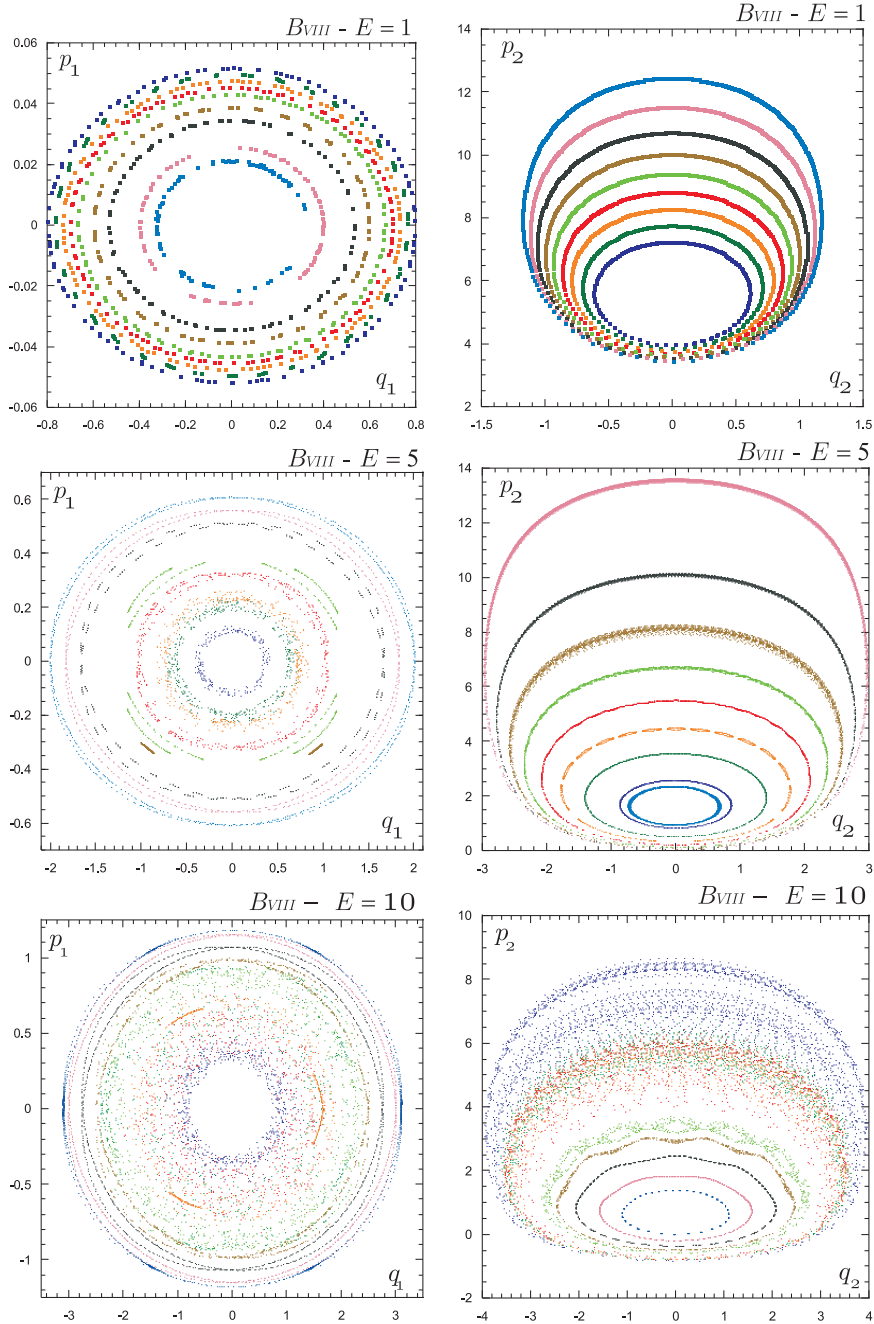 B_VIII - E = 1
p_1
0.06
0.04
0.02
0
-0.02
-0.04
-0.06
q_1
-0.8 -0.6 -0.4 -0.2 0 0.2 0.4 0.6 0.8
B_VIII - E = 1
p_2
14
12
10
8
6
4
2
q_2
-1.5 -1 -0.5 0 0.5 1 1.5
B_VIII - E = 5
p_1
0.6
0.4
0.2
0
-0.2
-0.4
-0.6
q_1
-2 -1.5 -1 -0.5 0 0.5 1 1.5 2
B_VIII - E = 5
p_2
14
12
10
8
6
4
2
0
q_2
-3 -2 -1 0 1 2 3
B_VIII - E = 10
p_1
1
0.5
0
-0.5
-1
q_1
-3 -2 -1 0 1 2 3
B_VIII - E = 10
p_2
10
8
6
4
2
0
-2
q_2
-4 -3 -2 -1 0 1 2 3 4